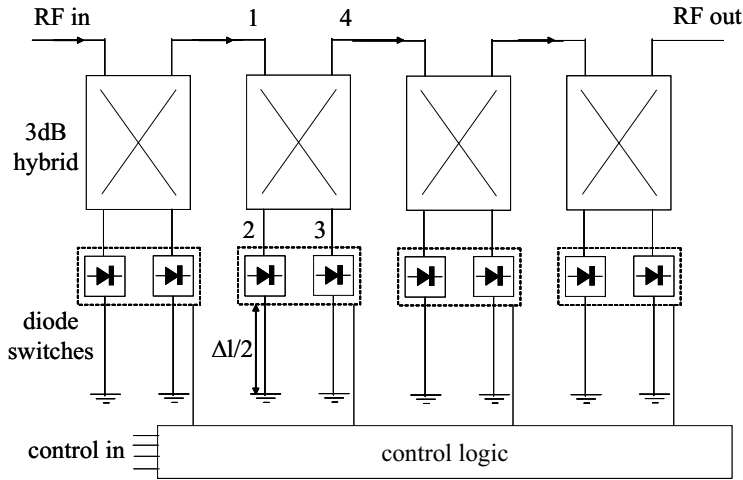 RF in
1
4
RF out
3dB
hybrid
2
3
diode
switches
Δl/2
control in
control logic